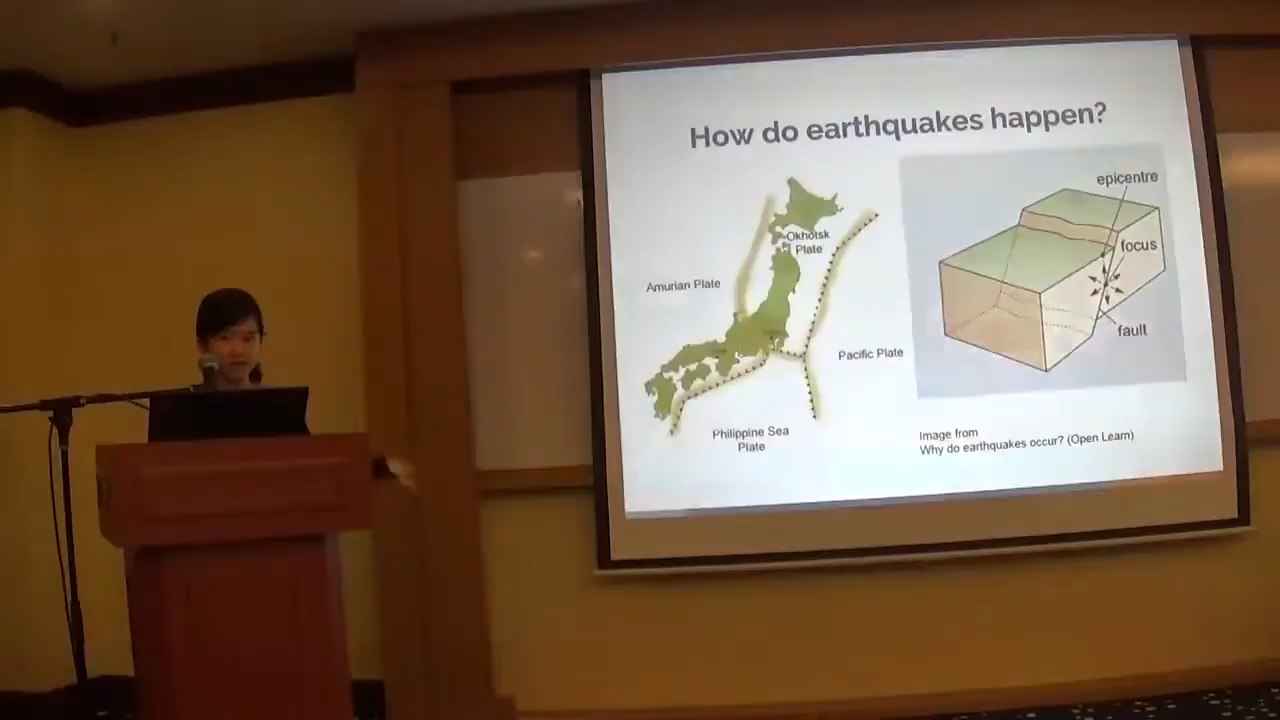 How do earthquakes happen?
Okhotsk
Plate
Amurian Plate
Pacific Plate
Philippine Sea
Plate
epicentre
focus
fault
Image from
Why do earthquakes occur? (Open Learn)